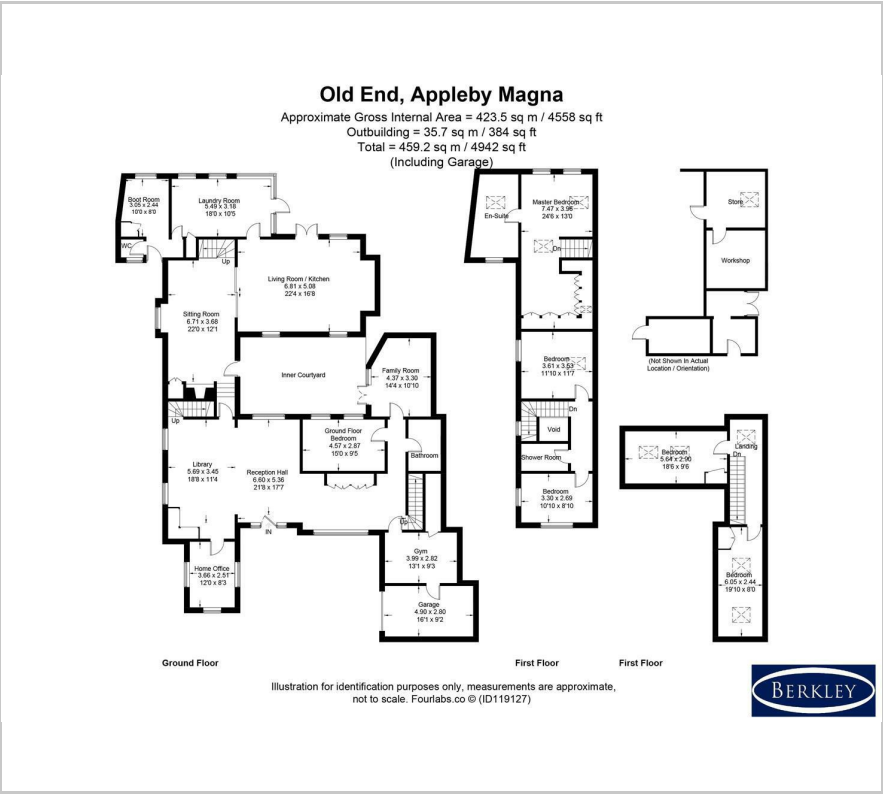 Old End, Appleby Magna
Approximate Gross Internal Area = 423.5 sq m / 4558 sq ft
Outbuilding = 35.7 sq m / 384 sq ft
Total = 459.2 sq m / 4942 sq ft
(Including Garage)
Boot Room
3.05 x 2.44
10'0 x 8'0
Laundry Room
5.49 x 3.18
18'0 x 10'5
WC
Up
Living Room / Kitchen
6.81 x 5.08
22'4 x 16'8
Sitting Room
6.71 x 3.68
22'0 x 12'1
Inner Courtyard
Family Room
4.37 x 3.30
14'4 x 10'10
Up
Ground Floor
Bedroom
4.57 x 2.87
15'0 x 9'5
Bathroom
Library
5.69 x 3.45
18'8 x 11'4
Reception Hall
6.60 x 5.36
21'8 x 17'7
IN
Up
Home Office
3.66 x 2.51
12'0 x 8'3
Gym
3.99 x 2.82
13'1 x 9'3
Garage
4.90 x 2.80
16'1 x 9'2
Ground Floor
En-Suite
Master Bedroom
7.47 x 3.96
24'6 x 13'0
Dn
Bedroom
3.61 x 3.53
11'10 x 11'7
Dn
Void
Shower Room
Bedroom
3.30 x 2.69
10'10 x 8'10
First Floor
Store
Workshop
(Not Shown In Actual
Location / Orientation)
Bedroom
5.64 x 2.90
18'6 x 9'6
Landing
Dn
Bedroom
6.05 x 2.44
19'10 x 8'0
First Floor
Illustration for identification purposes only, measurements are approximate,
not to scale. Fourlabs.co © (ID119127)
BERKLEY